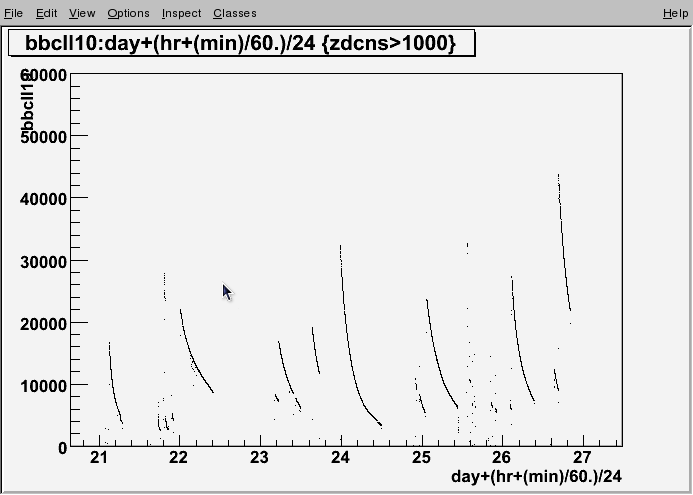 File Edit View Options Inspect Classes Help
bbcll10:day+(hr+(min)/60.)/24 {zdcns>1000}
bbcll10
60000
50000
40000
30000
20000
10000
0
21 22 23 24 25 26 27
day+(hr+(min)/60.)/24